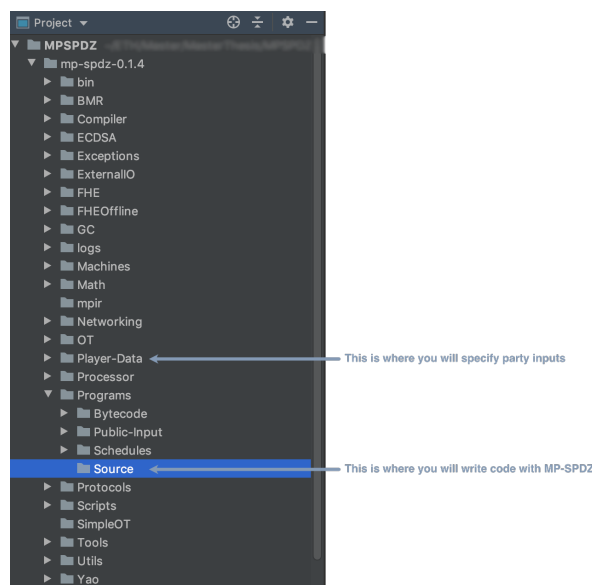 Project
MPSPDZ
mp-spdz-0.1.4
bin
BMR
Compiler
ECDSA
Exceptions
ExternalIO
FHE
FHEOffline
GC
logs
Machines
Math
mpir
Networking
OT
Player-Data This is where you will specify party inputs
Processor
Programs
Bytecode
Public-Input
Schedules
Source This is where you will write code with MP-SPDZ
Protocols
Scripts
SimpleOT
Tools
Utils
Yao